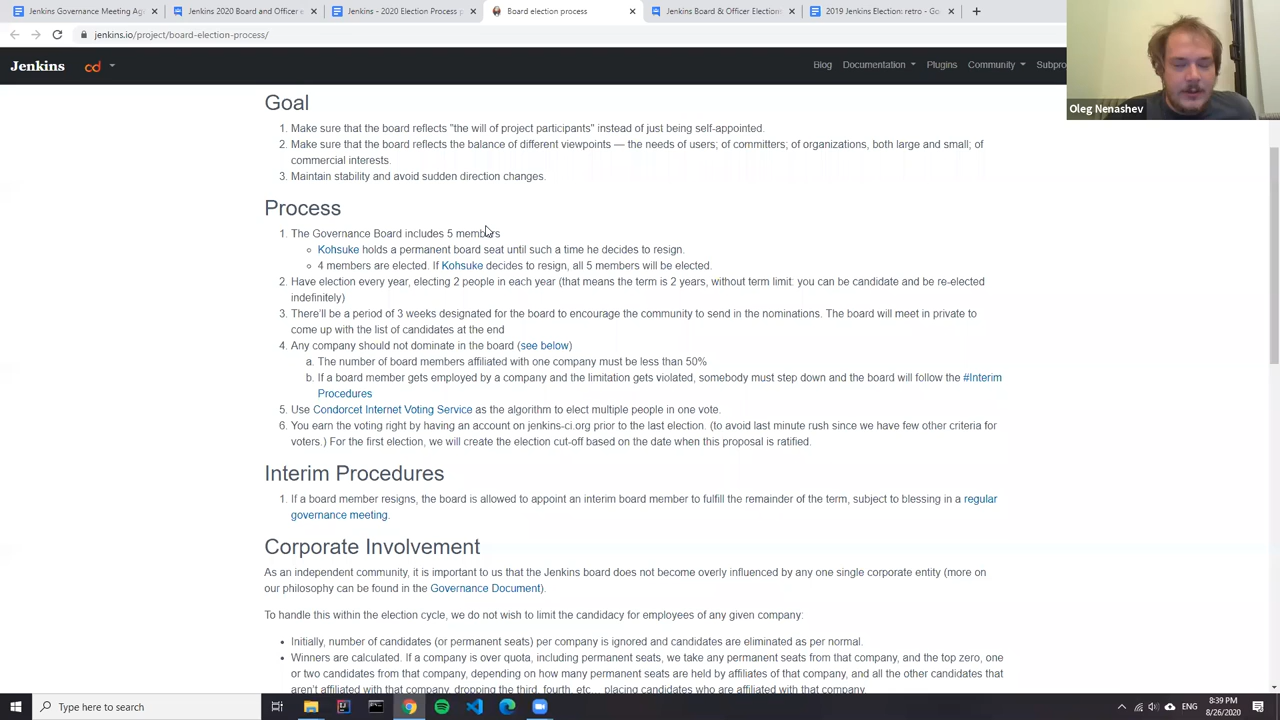 Jenkins Governance Meeting Ag
Jenkins 2020 Board and Officer e
Jenkins - 2020 Election Process p
Board election process
Jenkins Board & Officer Election
2019 Jenkins Election: retro - Go
jenkins.io/project/board-election-process/
Jenkins
cd
Blog
Documentation
Plugins
Community
Subpro
Oleg Nenashev
Goal
1. Make sure that the board reflects "the will of project participants" instead of just being self-appointed.
2. Make sure that the board reflects the balance of different viewpoints — the needs of users; of committers; of organizations, both large and small; of
commercial interests.
3. Maintain stability and avoid sudden direction changes.
Process
1. The Governance Board includes 5 members
Kohsuke holds a permanent board seat until such a time he decides to resign.
4 members are elected. If Kohsuke decides to resign, all 5 members will be elected.
2. Have election every year, electing 2 people in each year (that means the term is 2 years, without term limit: you can be candidate and be re-elected
indefinitely)
3. There'll be a period of 3 weeks designated for the board to encourage the community to send in the nominations. The board will meet in private to
come up with the list of candidates at the end
4. Any company should not dominate in the board (see below)
a. The number of board members affiliated with one company must be less than 50%
b. If a board member gets employed by a company and the limitation gets violated, somebody must step down and the board will follow the #Interim
Procedures
5. Use Condorcet Internet Voting Service as the algorithm to elect multiple people in one vote.
6. You earn the voting right by having an account on jenkins-ci.org prior to the last election. (to avoid last minute rush since we have few other criteria for
voters.) For the first election, we will create the election cut-off based on the date when this proposal is ratified.
Interim Procedures
1. If a board member resigns, the board is allowed to appoint an interim board member to fulfill the remainder of the term, subject to blessing in a regular
governance meeting.
Corporate Involvement
As an independent community, it is important to us that the Jenkins board does not become overly influenced by any one single corporate entity (more on
our philosophy can be found in the Governance Document).
To handle this within the election cycle, we do not wish to limit the candidacy for employees of any given company:
Initially, number of candidates (or permanent seats) per company is ignored and candidates are eliminated as per normal.
Winners are calculated. If a company is over quota, including permanent seats, we take any permanent seats from that company, and the top zero, one
or two candidates from that company, depending on how many permanent seats are held by affiliates of that company, and all the other candidates that
aren't affiliated with that company, dropping the third, fourth, etc... placing candidates who are affiliated with that company.
Type here to search
ENG
8:39 PM
8/26/2020